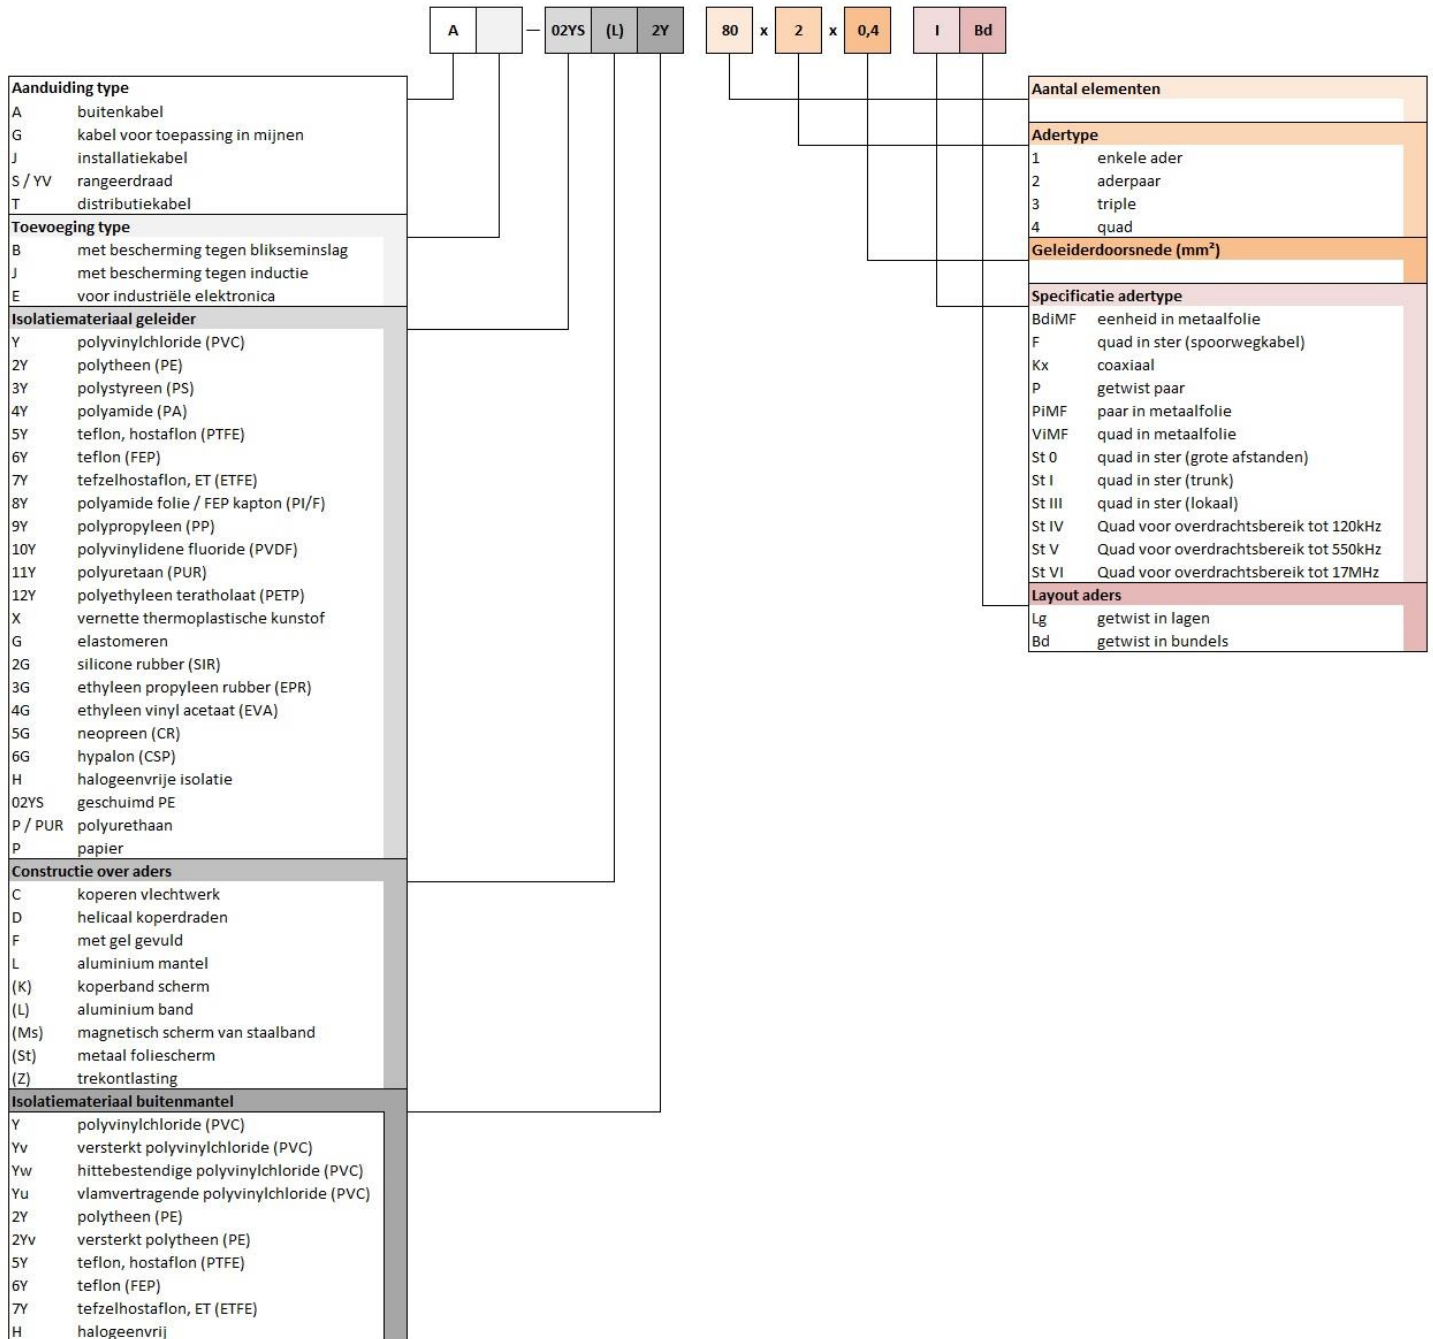 A — 02YS (L) 2Y 80 x 2 x 0,4 I Bd
Aanduiding type
A buitenkabel
G kabel voor toepassing in mijnen
J installatiekabel
S / YV rangeerdraad
T distributiekabel
Toevoeging type
B met bescherming tegen blikseminslag
J met bescherming tegen inductie
E voor industriële elektronica
Isolatiemateriaal geleider
Y polyvinylchloride (PVC)
2Y polytheen (PE)
3Y polystyreen (PS)
4Y polyamide (PA)
5Y teflon, hostaflon (PTFE)
6Y teflon (FEP)
7Y tefzelhostaflon, ET (ETFE)
8Y polyamide folie / FEP kapton (PI/F)
9Y polypropyleen (PP)
10Y polyvinylidene fluoride (PVDF)
11Y polyuretaan (PUR)
12Y polyethyleen teratholaat (PETP)
X vernette thermoplastische kunstof
G elastomeren
2G silicone rubber (SIR)
3G ethyleen propyleen rubber (EPR)
4G ethyleen vinyl acetaat (EVA)
5G neopreen (CR)
6G hypalon (CSP)
H halogeenvrije isolatie
02YS geschuimd PE
P / PUR polyurethaan
P papier
Constructie over aders
C koperen vlechtwerk
D helicaal koperdraden
F met gel gevuld
L aluminium mantel
(K) koperband scherm
(L) aluminium band
(Ms) magnetisch scherm van staalband
(St) metaal foliescherm
(Z) trekontlasting
Isolatiemateriaal buitenmantel
Y polyvinylchloride (PVC)
Yv versterkt polyvinylchloride (PVC)
Yw hittebestendige polyvinylchloride (PVC)
Yu vlamvertragende polyvinylchloride (PVC)
2Y polytheen (PE)
2Yv versterkt polytheen (PE)
5Y teflon, hostaflon (PTFE)
6Y teflon (FEP)
7Y tefzelhostaflon, ET (ETFE)
H halogeenvrij
Aantal elementen
Adertype
1 enkele ader
2 aderpaar
3 triple
4 quad
Geleiderdoorsnede (mm²)
Specificatie adertype
BdiMF eenheid in metaalfolie
F quad in ster (spoorwegkabel)
Kx coaxiaal
P getwist paar
PiMF paar in metaalfolie
ViMF quad in metaalfolie
St 0 quad in ster (grote afstanden)
St I quad in ster (trunk)
St III quad in ster (lokaal)
St IV Quad voor overdrachtsbereik tot 120kHz
St V Quad voor overdrachtsbereik tot 550kHz
St VI Quad voor overdrachtsbereik tot 17MHz
Layout aders
Lg getwist in lagen
Bd getwist in bundels